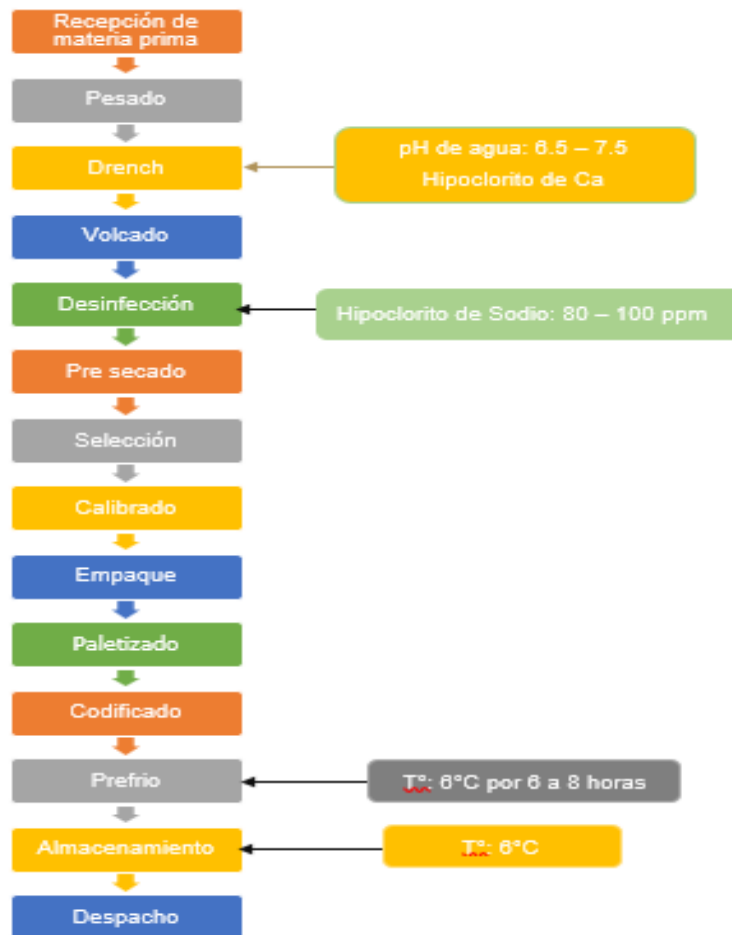 Recepción de
materia prima
Pesado
Drench
pH de agua: 6.5 – 7.5
Hipoclorito de Ca
Volcado
Desinfección
Hipoclorito de Sodio: 80 – 100 ppm
Pre secado
Selección
Calibrado
Empaque
Paletizado
Codificado
Prefrio
Tº: 6°C por 6 a 8 horas
Almacenamiento
Tº: 6°C
Despacho